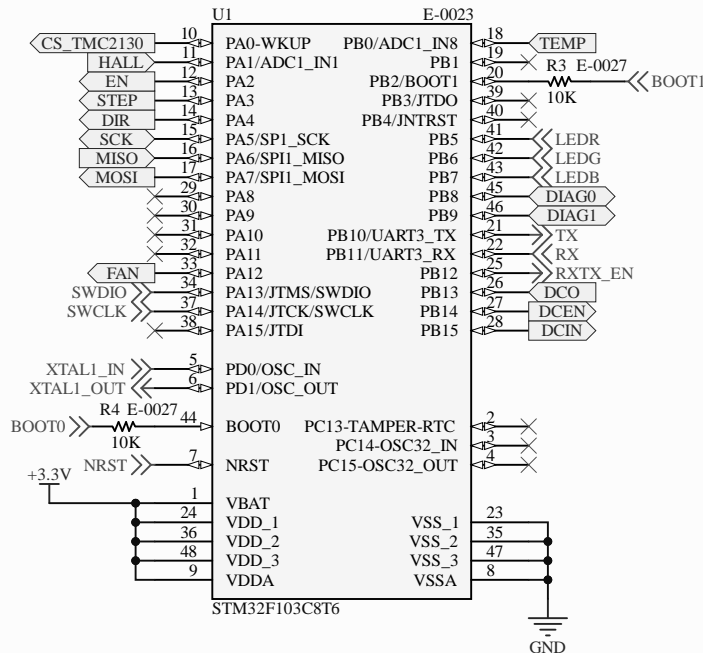 U1 E-0023
CS_TMC2130 10 PA0-WKUP PB0/ADC1_IN8 18 TEMP
HALL 11 PA1/ADC1_IN1 PB1 19
EN 12 PA2 PB2/BOOT1 20 R3 E-0027 10K BOOT1
STEP 13 PA3 PB3/JTDO 39
DIR 14 PA4 PB4/JNTRST 40
SCK 15 PA5/SP1_SCK PB5 41 LEDR
MISO 16 PA6/SPI1_MISO PB6 42 LEDG
MOSI 17 PA7/SPI1_MOSI PB7 43 LEDB
29 PA8 PB8 45 DIAG0
30 PA9 PB9 46 DIAG1
31 PA10 PB10/UART3_TX 21 TX
32 PA11 PB11/UART3_RX 22 RX
FAN 33 PA12 PB12 25 RXTX_EN
SWDIO 34 PA13/JTMS/SWDIO PB13 26 DCO
SWCLK 37 PA14/JTCK/SWCLK PB14 27 DCEN
38 PA15/JTDI PB15 28 DCIN
XTAL1_IN 5 PD0/OSC_IN
XTAL1_OUT 6 PD1/OSC_OUT
R4 E-0027
BOOT0 10K 44 BOOT0 PC13-TAMPER-RTC 2
PC14-OSC32_IN 3
NRST 7 NRST PC15-OSC32_OUT 4
+3.3V
1 VBAT
24 VDD_1 VSS_1 23
36 VDD_2 VSS_2 35
48 VDD_3 VSS_3 47
9 VDDA VSSA 8
STM32F103C8T6
GND